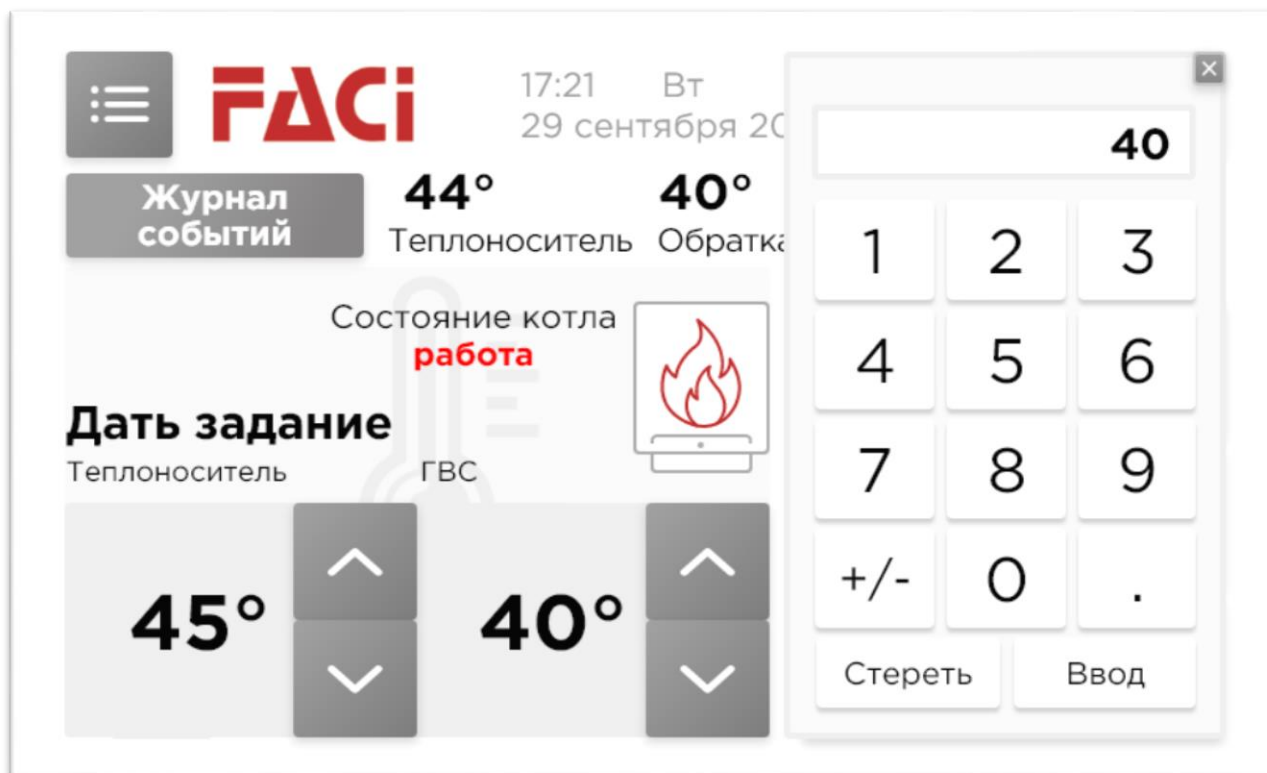 FACi
17:21 Вт
29 сентября 20
Журнал
событий
44°
Теплоноситель
40°
Обратка
Состояние котла
работа
Дать задание
Теплоноситель
ГВС
45°
40°
40
1 2 3
4 5 6
7 8 9
+/- 0 .
Стереть Ввод